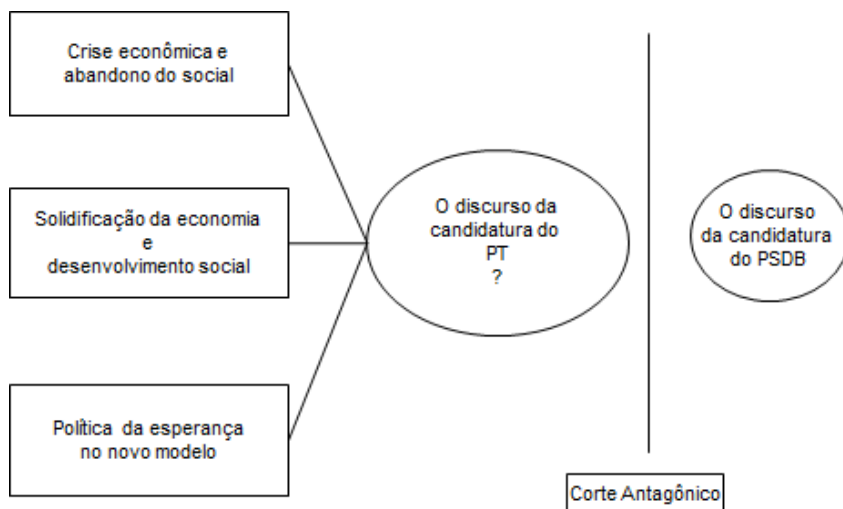 Crise econômica e
abandono do social
Solidificação da economia
e
desenvolvimento social
Política da esperança
no novo modelo
O discurso da
candidatura do
PT
?
O discurso
da candidatura
do PSDB
Corte Antagônico